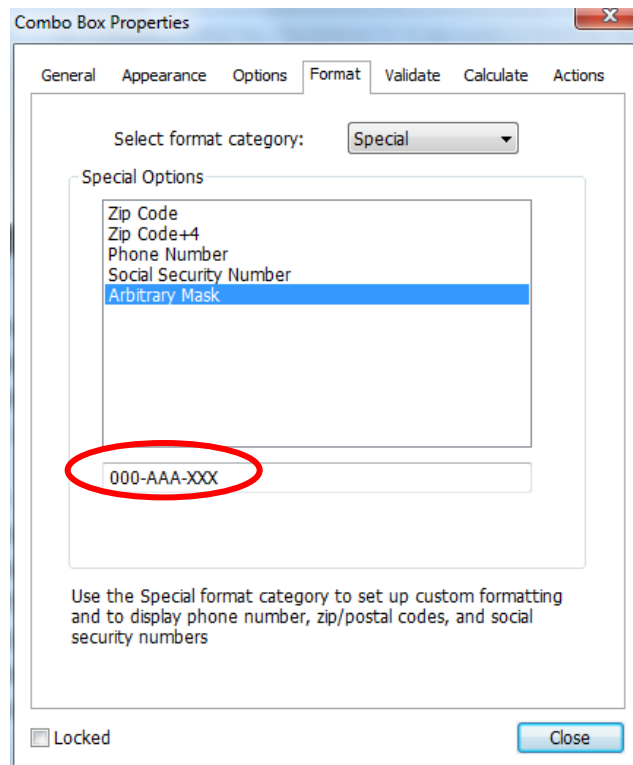 Combo Box Properties
General Appearance Options Format Validate Calculate Actions
Select format category: Special
Special Options
Zip Code
Zip Code+4
Phone Number
Social Security Number
Arbitrary Mask
000-AAA-XXX
Use the Special format category to set up custom formatting
and to display phone number, zip/postal codes, and social
security numbers
Locked Close